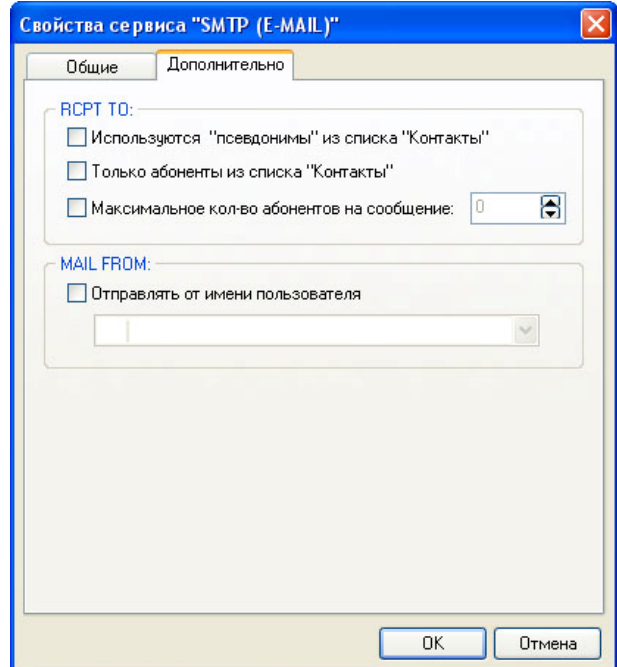 Свойства сервиса "SMTP (E-MAIL)"
Общие
Дополнительно
RCPT TO:
Используются "псевдонимы" из списка "Контакты"
Только абоненты из списка "Контакты"
Максимальное кол-во абонентов на сообщение: 0
MAIL FROM:
Отправлять от имени пользователя
OK
Отмена